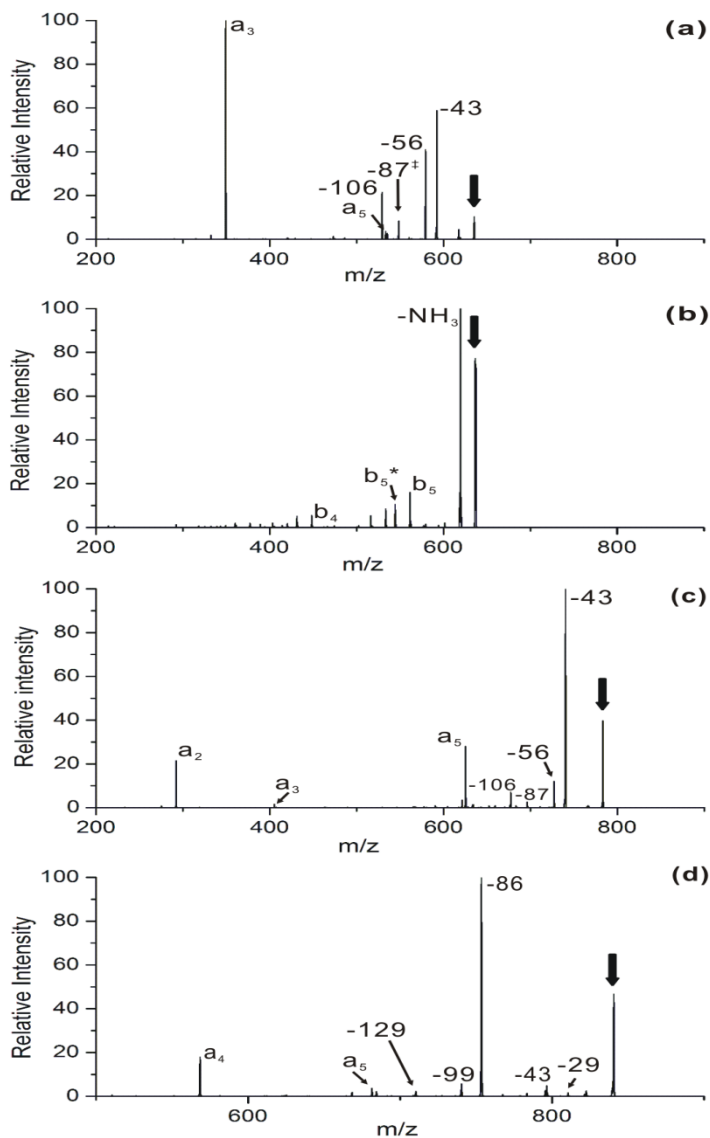 (a)
100
80
60
40
20
0
Relative Intensity
a₃
-43
-56
-87‡
-106
a₅
200 400 600 800
m/z
(b)
100
80
60
40
20
0
Relative Intensity
-NH₃
b₅*
b₅
b₄
200 400 600 800
m/z
(c)
100
80
60
40
20
0
Relative intensity
-43
a₂
a₃
a₅
-56
-106
-87
200 400 600 800
m/z
(d)
100
80
60
40
20
0
Relative Intensity
-86
a₄
a₅
-129
-99
-43
-29
600 800
m/z